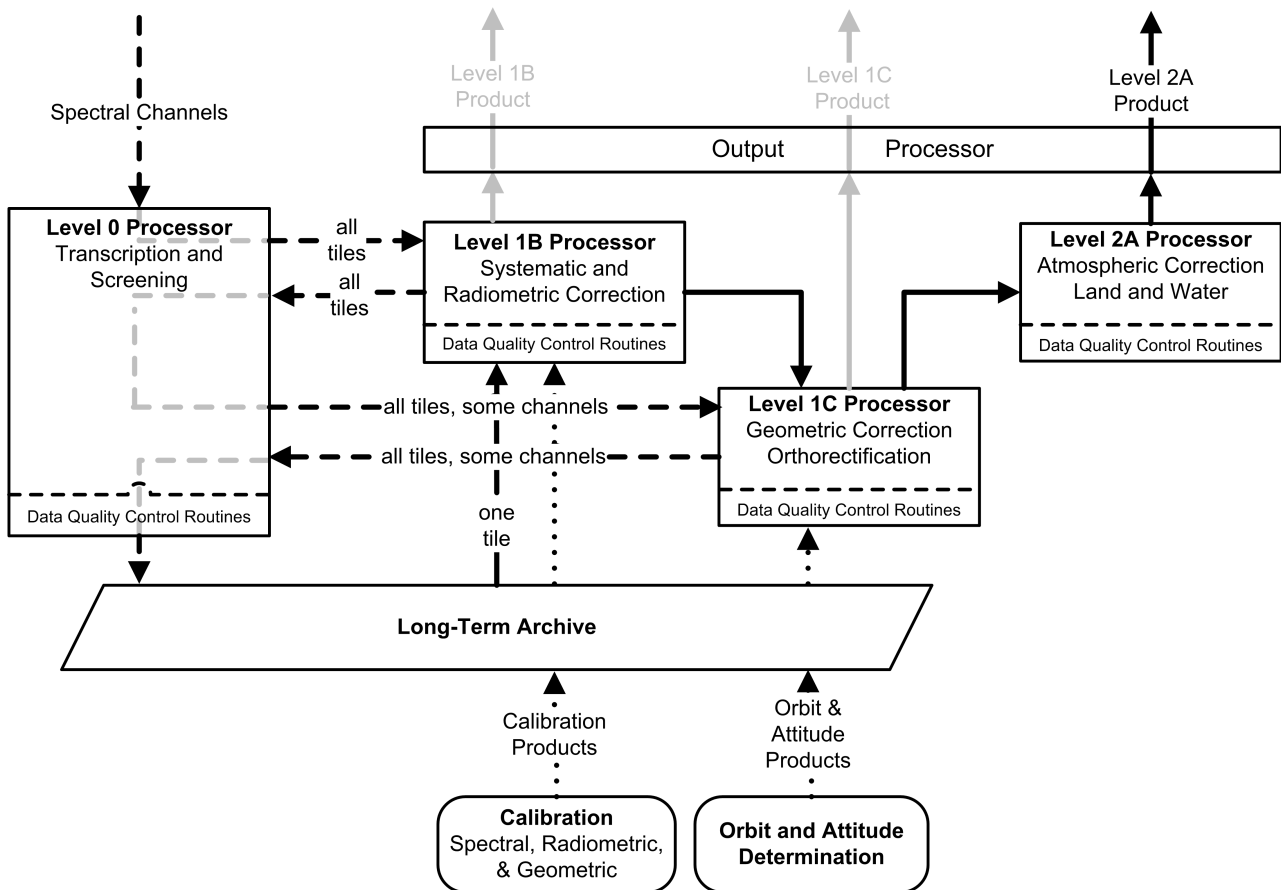 Spectral Channels
Level 1B
Product
Level 1C
Product
Level 2A
Product
Output Processor
Level 0 Processor
Transcription and
Screening
Data Quality Control Routines
all
tiles
all
tiles
Level 1B Processor
Systematic and
Radiometric Correction
Data Quality Control Routines
Level 2A Processor
Atmospheric Correction
Land and Water
Data Quality Control Routines
all tiles, some channels
all tiles, some channels
Level 1C Processor
Geometric Correction
Orthorectification
Data Quality Control Routines
one
tile
Long-Term Archive
Calibration
Products
Orbit &
Attitude
Products
Calibration
Spectral, Radiometric,
& Geometric
Orbit and Attitude
Determination